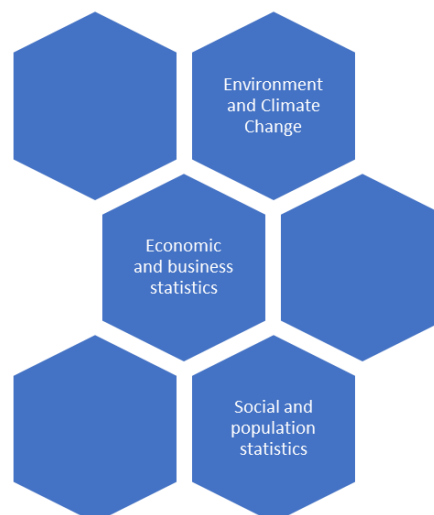 Environment
and Climate
Change
Economic
and business
statistics
Social and
population
statistics